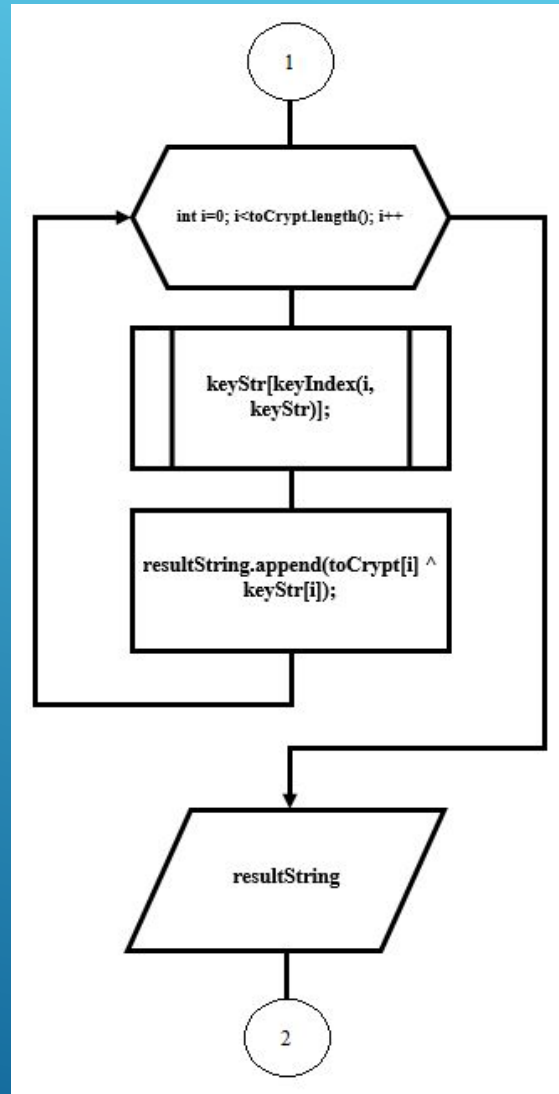 1
int i=0; i<toCrypt.length(); i++
keyStr[keyIndex(i,
keyStr)];
resultString.append(toCrypt[i] ^
keyStr[i]);
resultString
2